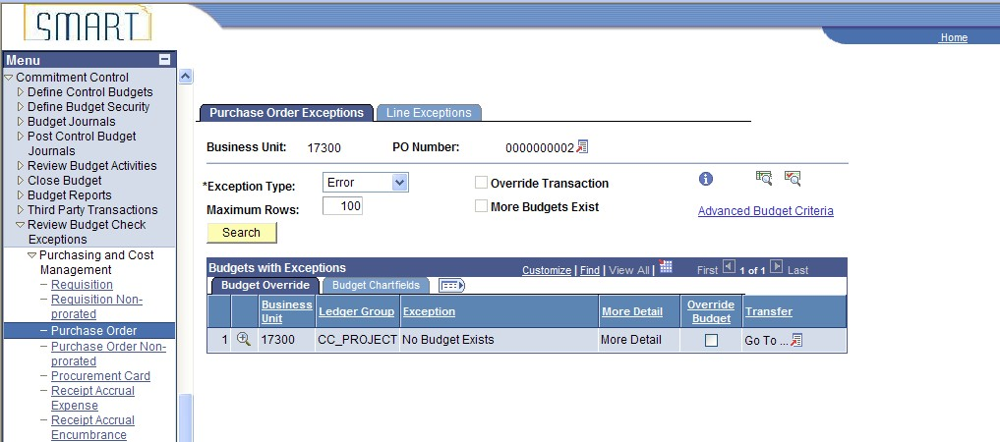 SMART
Home
Menu
Commitment Control
Define Control Budgets
Define Budget Security
Budget Journals
Post Control Budget
Journals
Review Budget Activities
Close Budget
Budget Reports
Third Party Transactions
Review Budget Check
Exceptions
Purchasing and Cost
Management
– Requisition
– Requisition Non-
prorated
– Purchase Order
– Purchase Order Non-
prorated
– Procurement Card
– Receipt Accrual
Expense
– Receipt Accrual
Encumbrance
Purchase Order Exceptions Line Exceptions
Business Unit: 17300 PO Number: 0000000002
*Exception Type: Error Override Transaction
Maximum Rows: 100 More Budgets Exist Advanced Budget Criteria
Search
Budgets with Exceptions Customize | Find | View All | First 1 of 1 Last
Budget Override Budget Chartfields
Business Unit Ledger Group Exception More Detail Override Budget Transfer
1 17300 CC_PROJECT No Budget Exists More Detail Go To ...